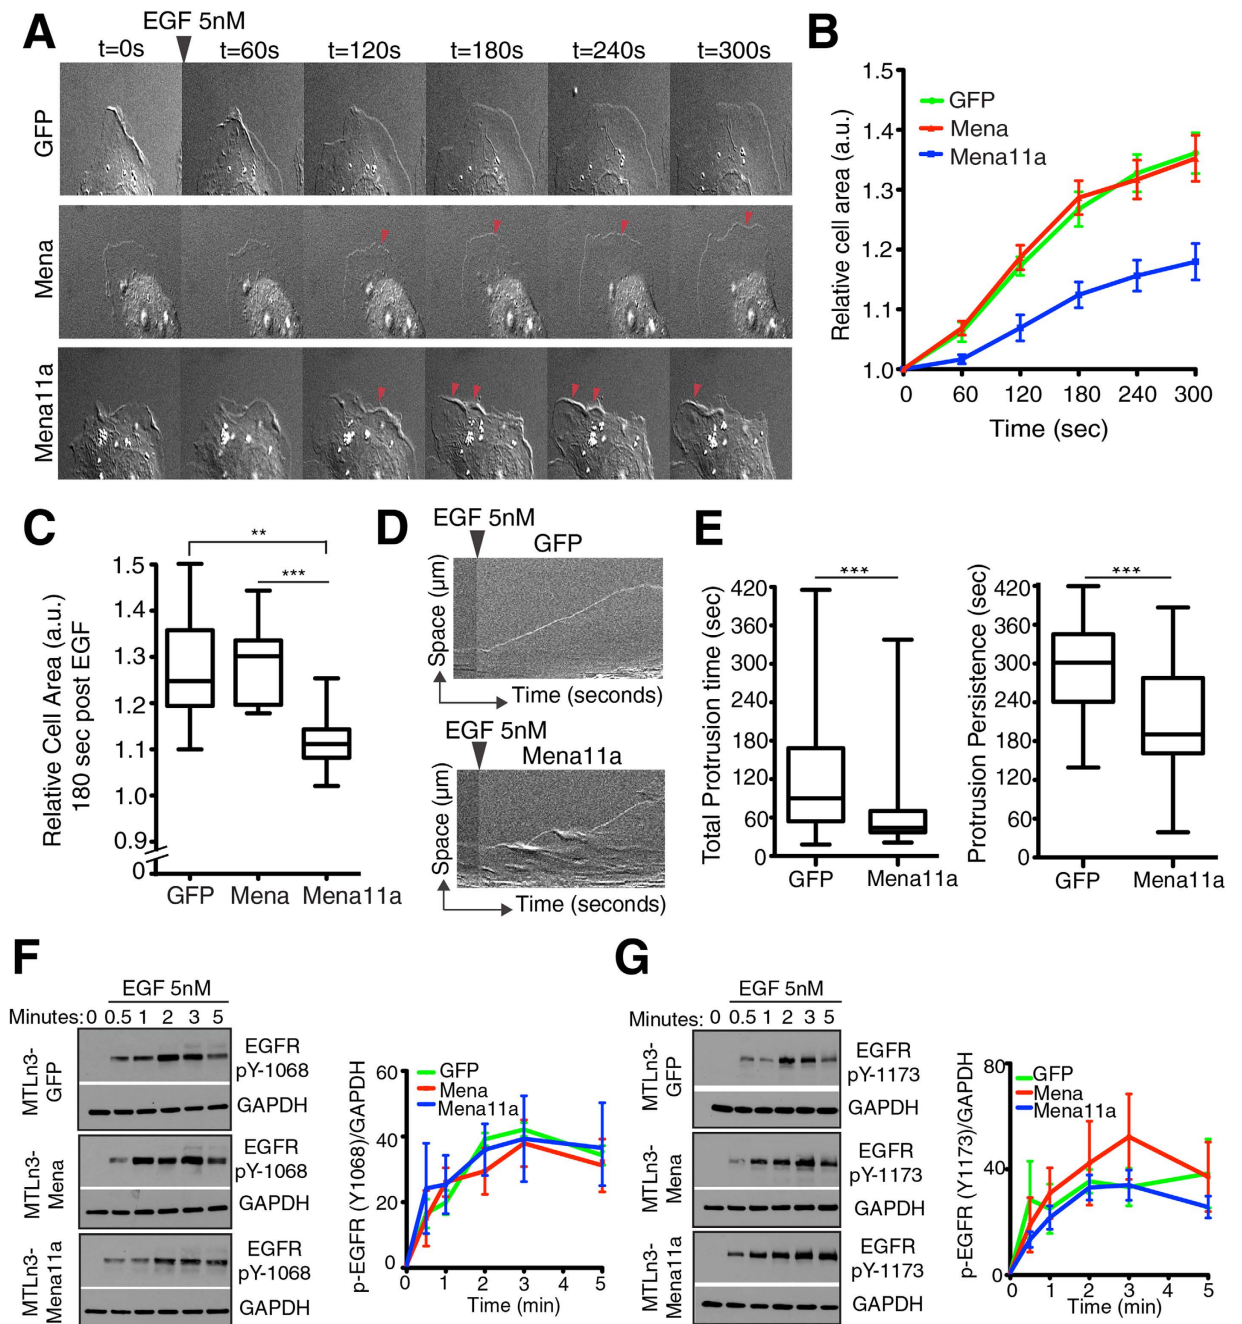 A
EGF 5nM
t=0s t=60s t=120s t=180s t=240s t=300s
GFP
Mena
Mena11a
B
Relative cell area (a.u.)
1.5
1.4
1.3
1.2
1.1
1.0
GFP
Mena
Mena11a
0 60 120 180 240 300
Time (sec)
C
Relative Cell Area (a.u.)
180 sec post EGF
1.5
1.4
1.3
1.2
1.1
1.0
0.9
0
**
***
GFP Mena Mena11a
D
EGF 5nM
GFP
Space (µm)
Time (seconds)
EGF 5nM
Mena11a
Space (µm)
Time (seconds)
E
Total Protrusion time (sec)
420
360
300
240
180
120
60
0
***
GFP Mena11a
Protrusion Persistence (sec)
420
360
300
240
180
120
60
0
***
GFP Mena11a
F
EGF 5nM
Minutes: 0 0.5 1 2 3 5
MTLn3-
GFP
EGFR
pY-1068
GAPDH
MTLn3-
Mena
EGFR
pY-1068
GAPDH
MTLn3-
Mena11a
EGFR
pY-1068
GAPDH
p-EGFR (Y1068)/GAPDH
60
40
20
0
GFP
Mena
Mena11a
0 1 2 3 4 5
Time (min)
G
EGF 5nM
Minutes: 0 0.5 1 2 3 5
MTLn3-
GFP
EGFR
pY-1173
GAPDH
MTLn3-
Mena
EGFR
pY-1173
GAPDH
MTLn3-
Mena11a
EGFR
pY-1173
GAPDH
p-EGFR (Y1173)/GAPDH
80
40
0
GFP
Mena
Mena11a
0 1 2 3 4 5
Time (min)